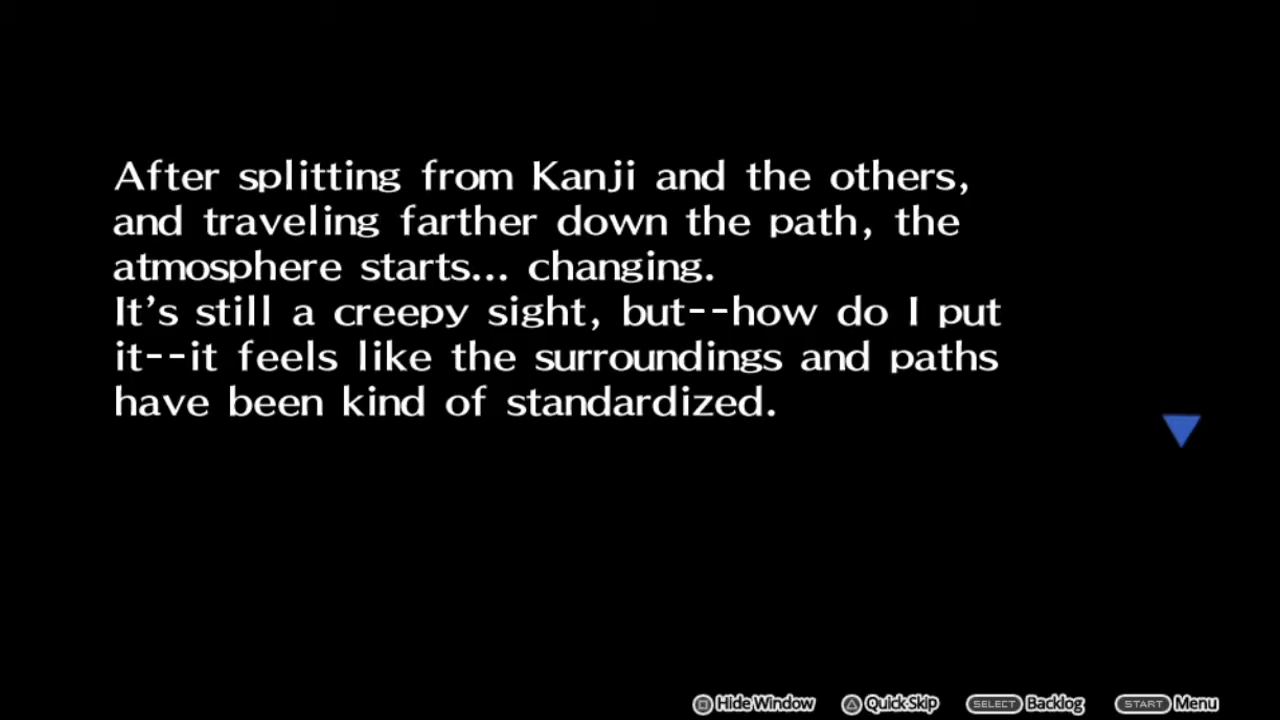 After splitting from Kanji and the others,
and traveling farther down the path, the
atmosphere starts... changing.
It's still a creepy sight, but--how do I put
it--it feels like the surroundings and paths
have been kind of standardized.
Hide Window Quick Skip SELECT Backlog START Menu